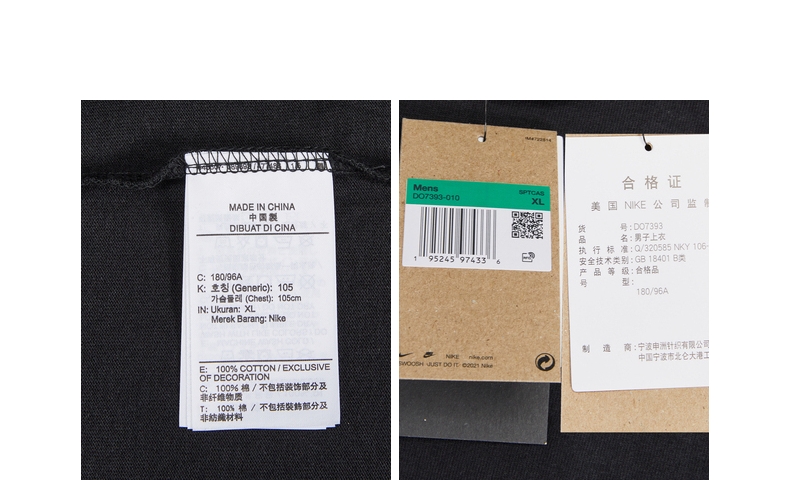 MADE IN CHINA
中國製
DIBUAT DI CINA
C: 180/96A
K: 호칭 (Generic): 105
가슴둘레 (Chest): 105cm
IN: Ukuran: XL
Merek Barang: Nike
E: 100% COTTON / EXCLUSIVE
OF DECORATION
C: 100% 棉 / 不包括装饰部分及
非纤维物质
T: 100% 棉 / 不包括裝飾部分及
非紡織材料
Mens
SPTCAS
DO7393-010
XL
1 95245 97433 6
NIKE nike.com
SWOOSH ·JUST DO IT· ©2021 Nike
合格证
美国 NIKE 公司监制
货 号: DO7393
品 名: 男子上衣
执行标准: Q/320585 NKY 106-
安全技术类别: GB 18401 B类
产品等级: 合格品
号 型:
180/96A
制造商: 宁波申洲针织有限公司
中国宁波市北仑大港工